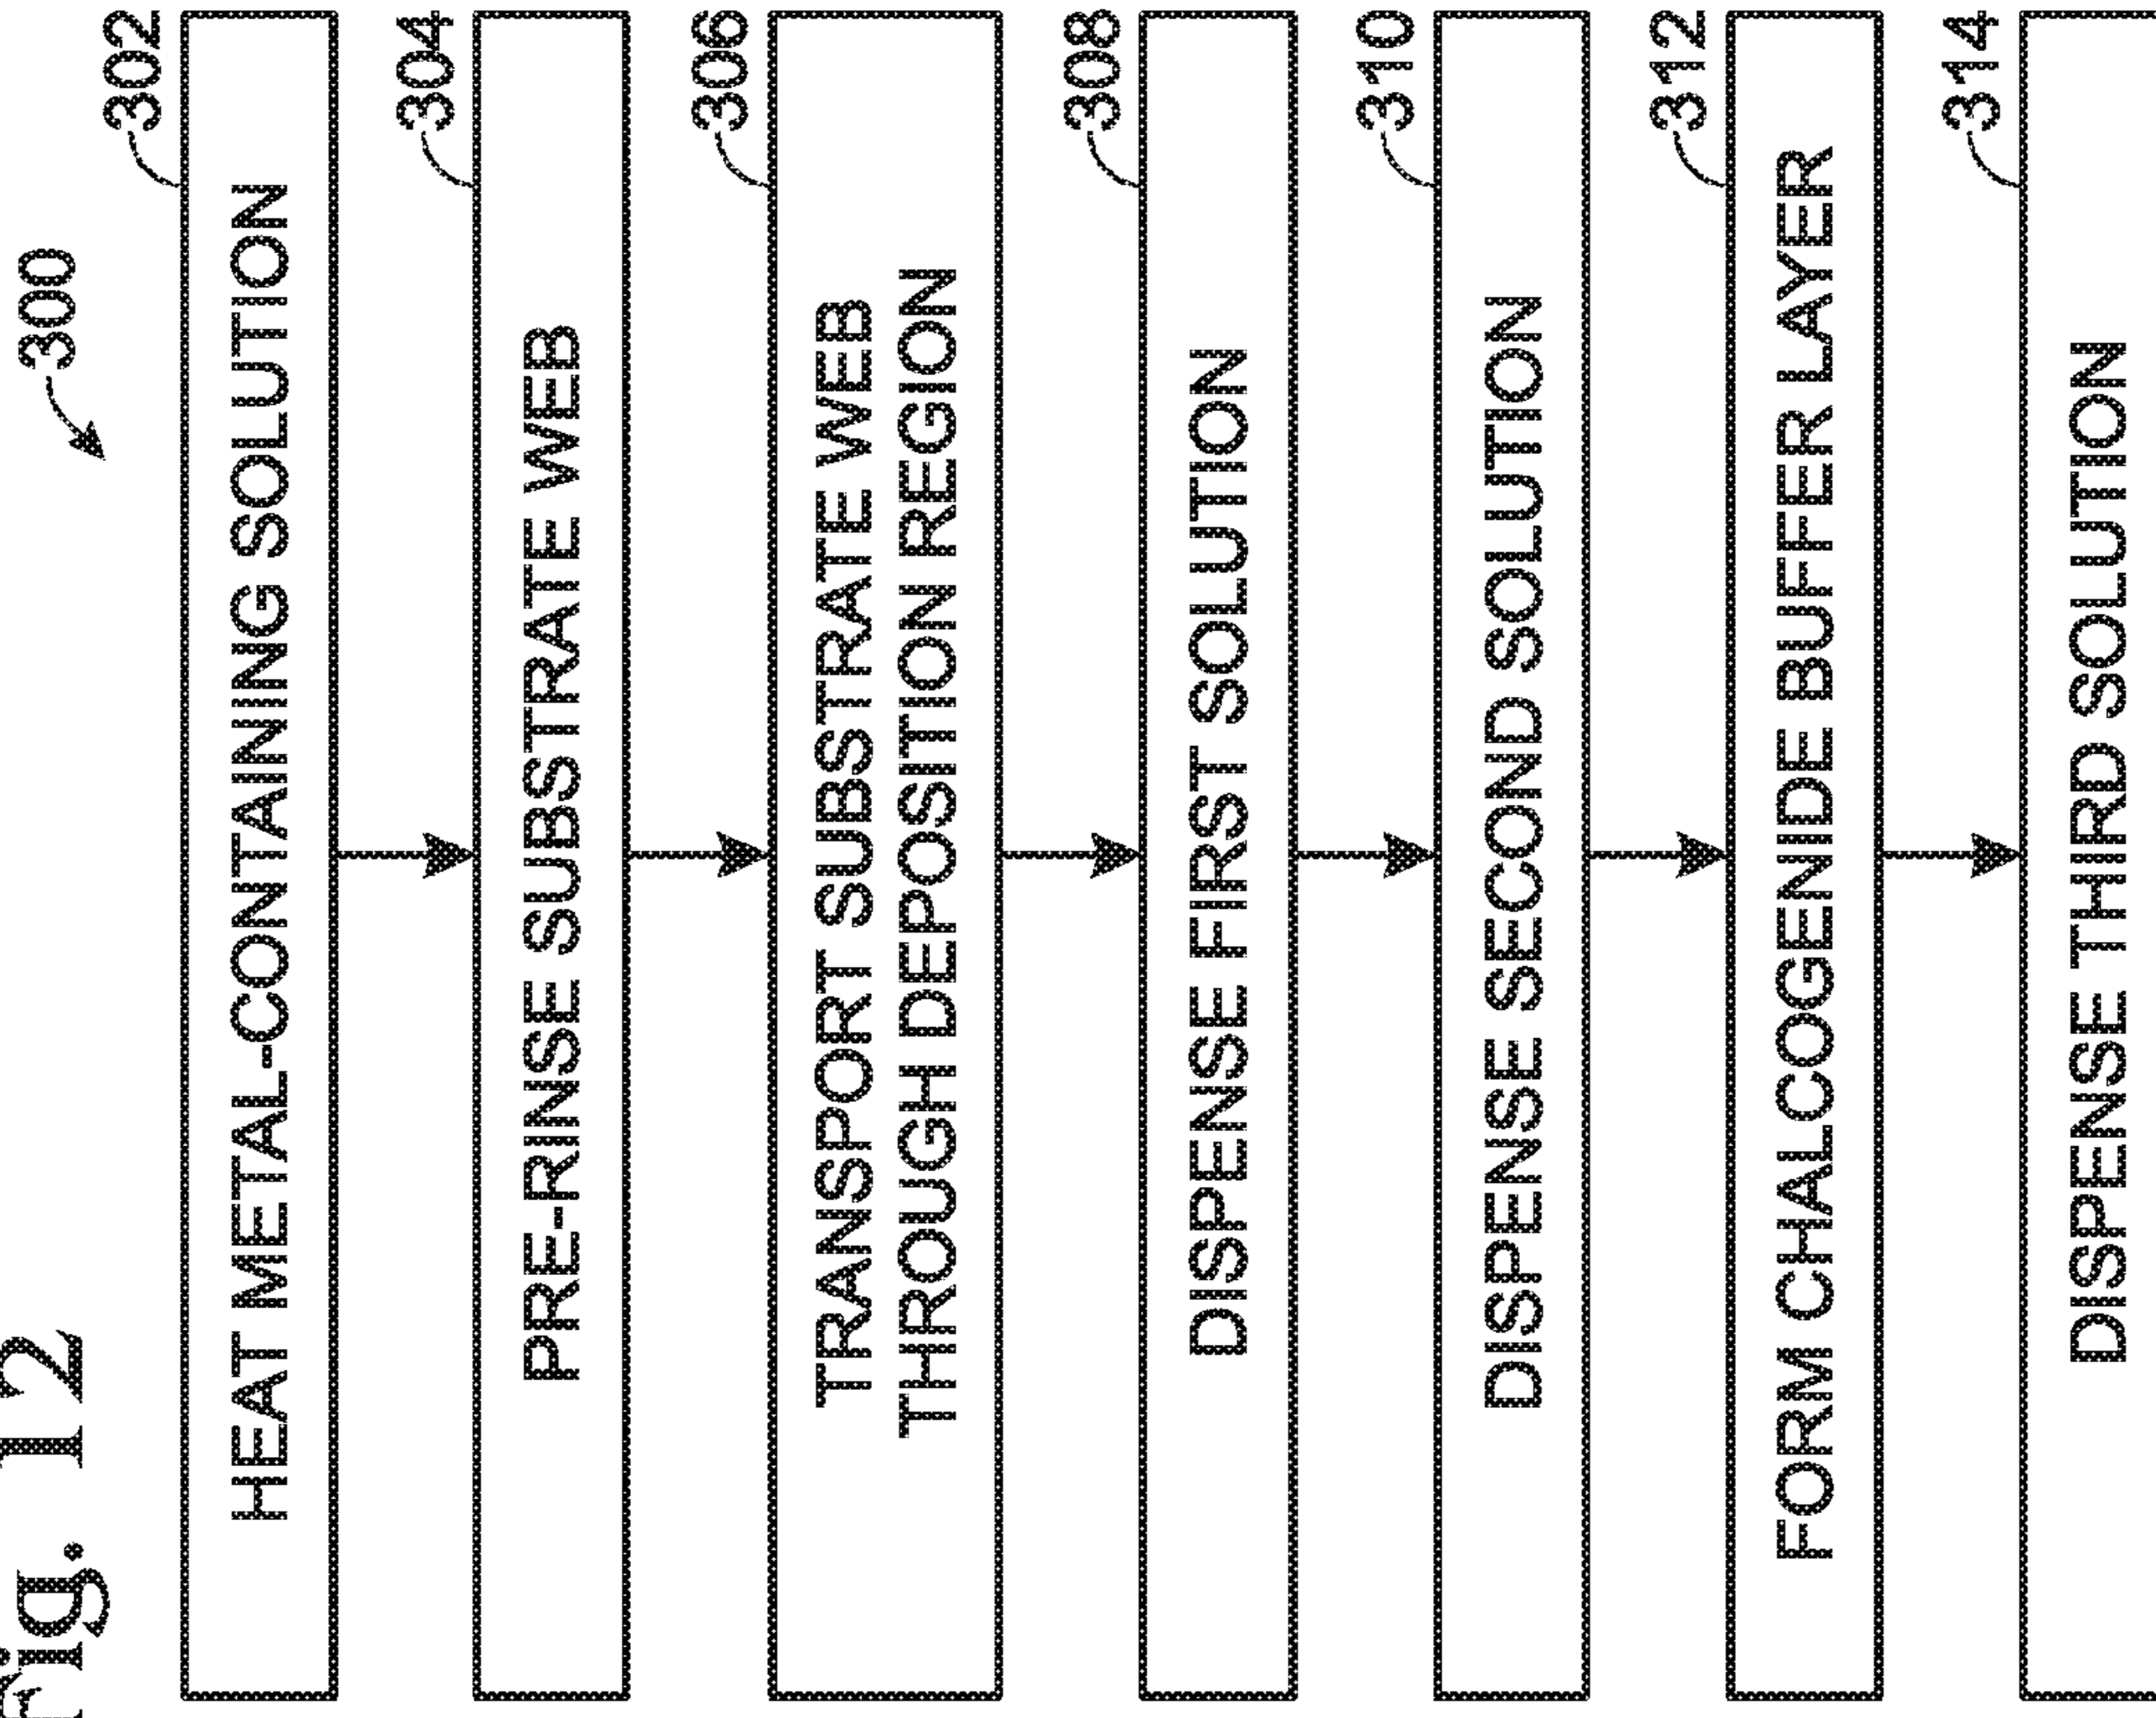 Fig. 12
300
302
HEAT METAL-CONTAINING SOLUTION
304
PRE-RINSE SUBSTRATE WEB
306
TRANSPORT SUBSTRATE WEB
THROUGH DEPOSITION REGION
308
DISPENSE FIRST SOLUTION
310
DISPENSE SECOND SOLUTION
312
FORM CHALCOGENIDE BUFFER LAYER
314
DISPENSE THIRD SOLUTION